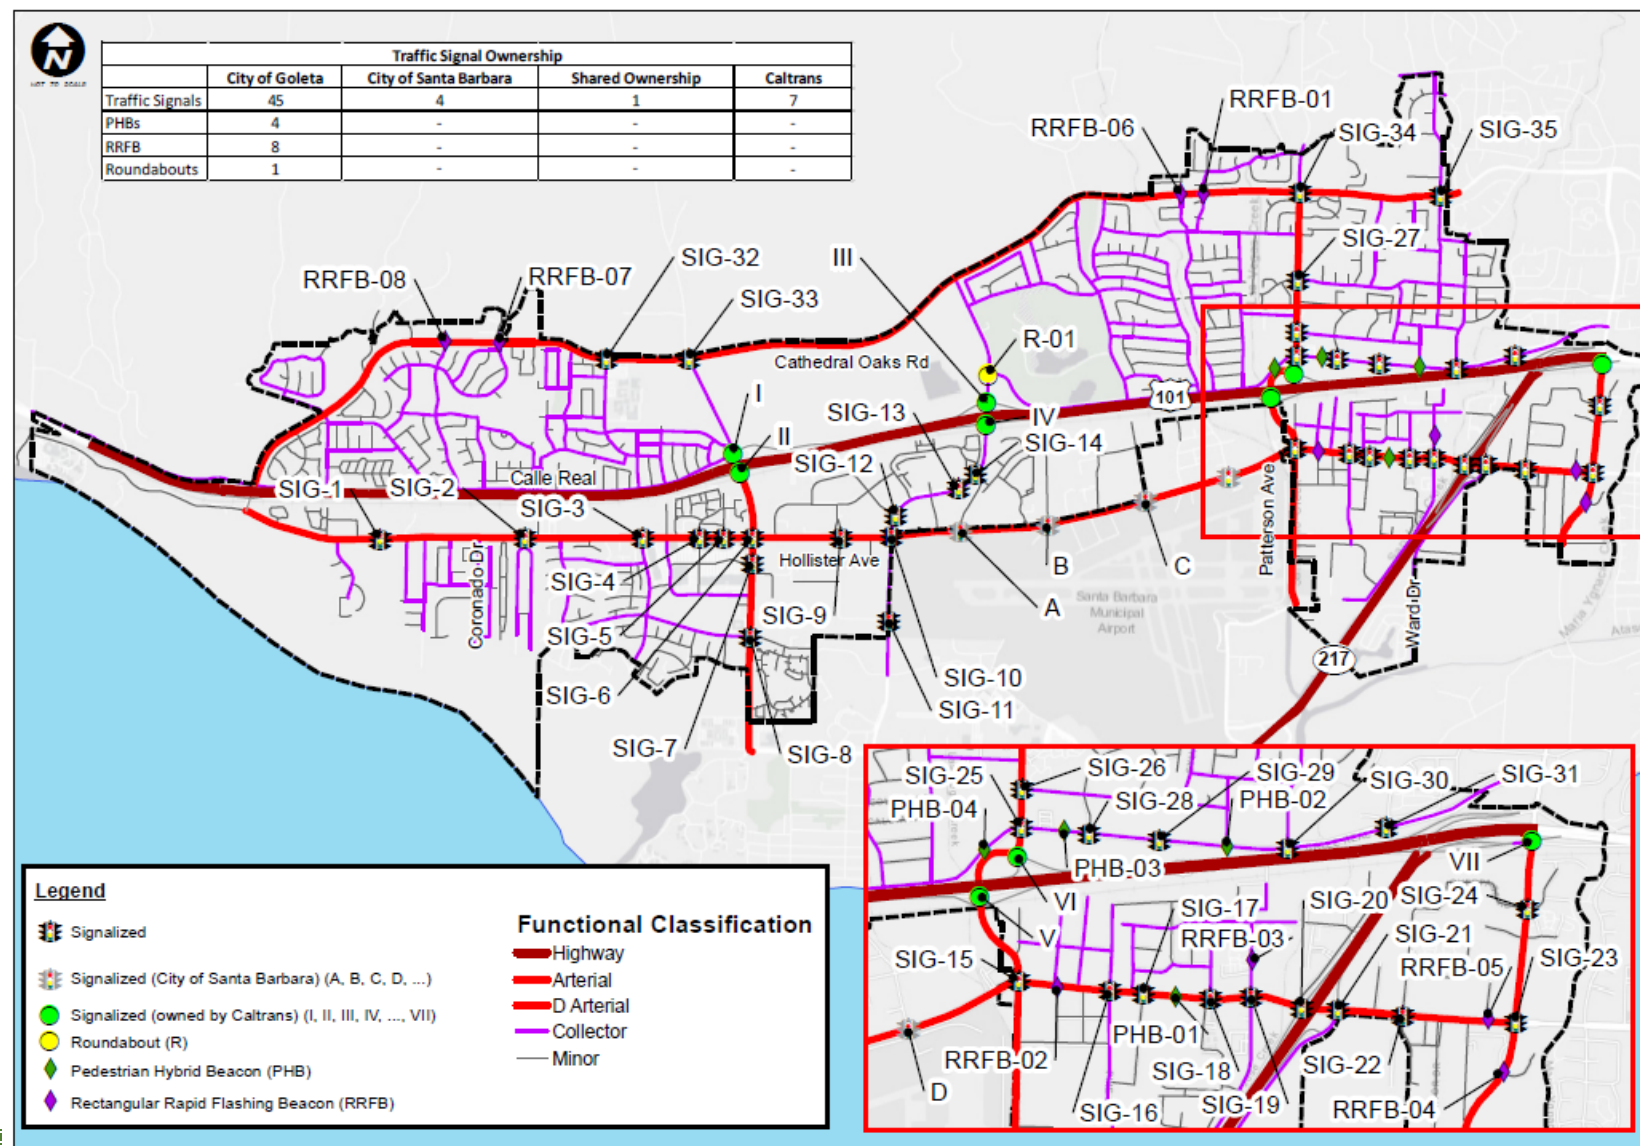 N
NOT TO SCALE
Traffic Signal Ownership
City of Goleta City of Santa Barbara Shared Ownership Caltrans
Traffic Signals 45 4 1 7
PHBs 4 - - -
RRFB 8 - - -
Roundabouts 1 - - -
RRFB-01
RRFB-06
SIG-34
SIG-35
SIG-27
III
SIG-32
RRFB-07
RRFB-08
SIG-33
R-01
Cathedral Oaks Rd
101
I
SIG-13
IV
II
SIG-14
SIG-12
Calle Real
SIG-1
SIG-2
SIG-3
Patterson Ave
Hollister Ave
B
C
SIG-4
Coronado Dr
SIG-9
A
Santa Barbara
Municipal
Airport
Ward Dr
SIG-5
217
SIG-10
SIG-6
SIG-11
SIG-7
SIG-8
SIG-25
SIG-26
SIG-29
SIG-30
SIG-31
PHB-04
SIG-28
PHB-02
PHB-03
VII
VI
SIG-17
SIG-20
SIG-24
V
RRFB-03
SIG-21
SIG-15
RRFB-05
SIG-23
PHB-01
RRFB-02
SIG-18
SIG-22
D
SIG-16
SIG-19
RRFB-04
Legend
Signalized
Signalized (City of Santa Barbara) (A, B, C, D, ...)
Signalized (owned by Caltrans) (I, II, III, IV, ..., VII)
Roundabout (R)
Pedestrian Hybrid Beacon (PHB)
Rectangular Rapid Flashing Beacon (RRFB)
Functional Classification
Highway
Arterial
D Arterial
Collector
Minor